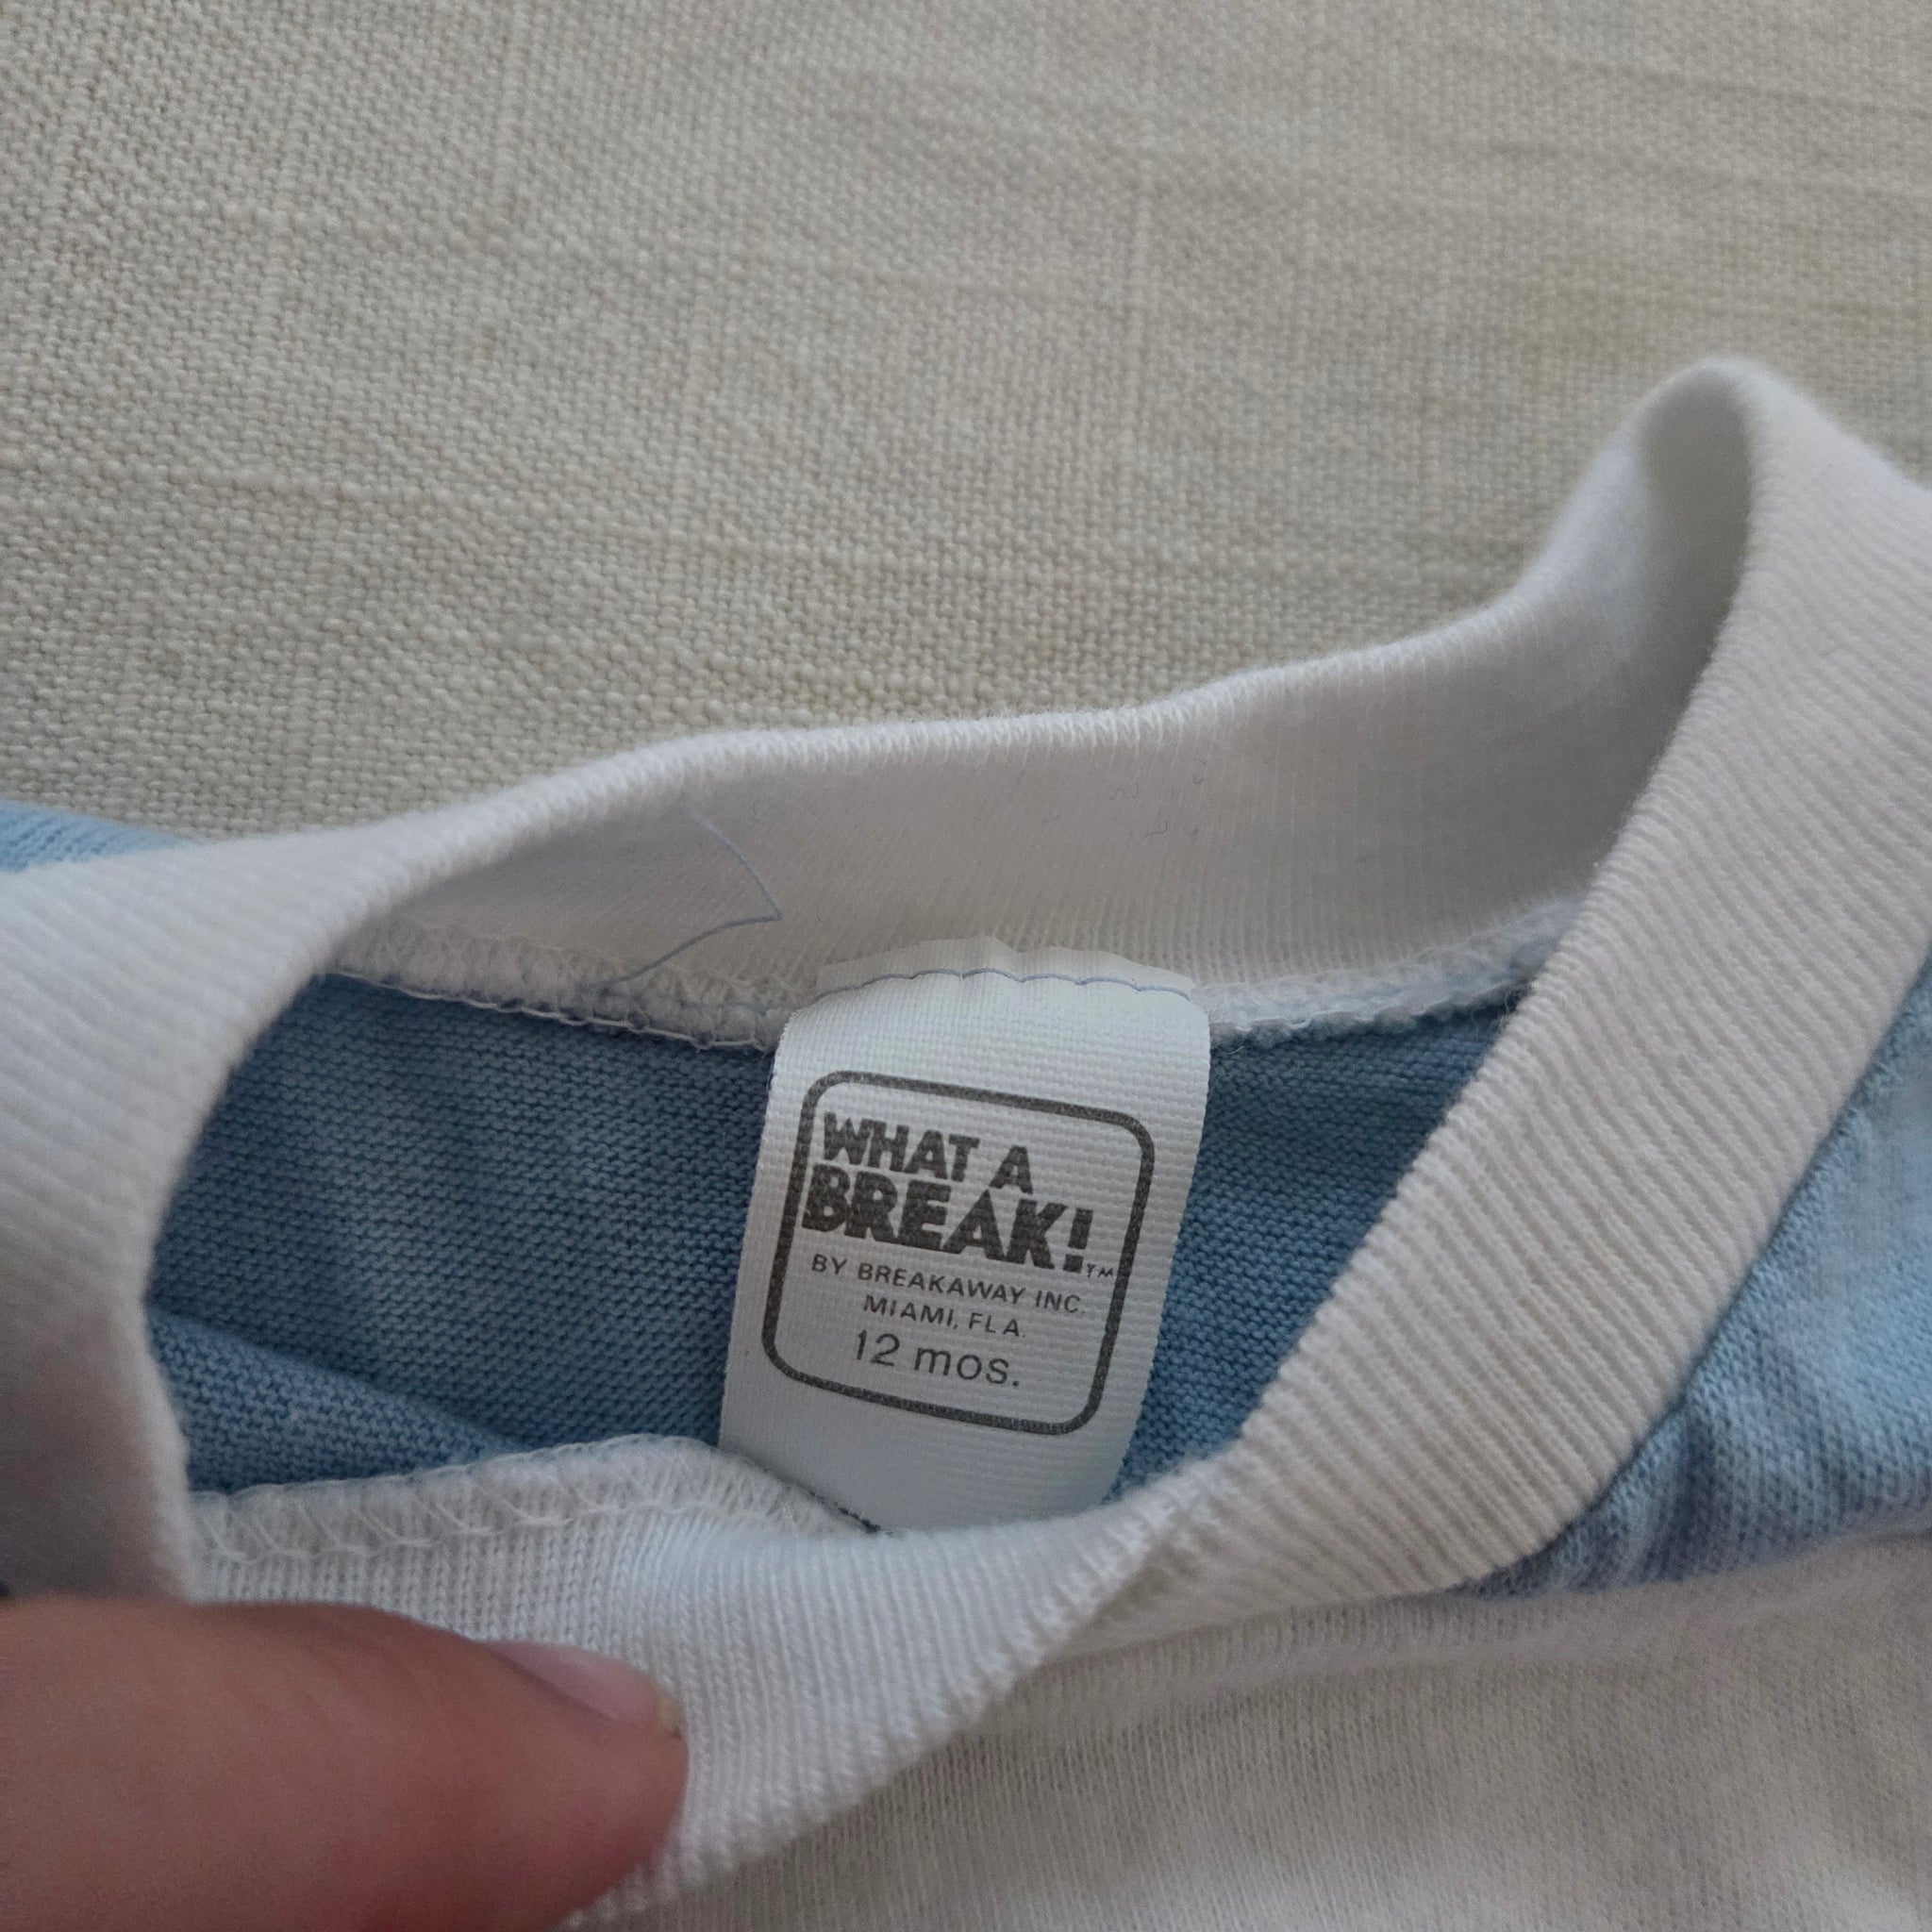 WHAT A
BREAK!™
BY BREAKAWAY INC.
MIAMI, FLA.
12 mos.